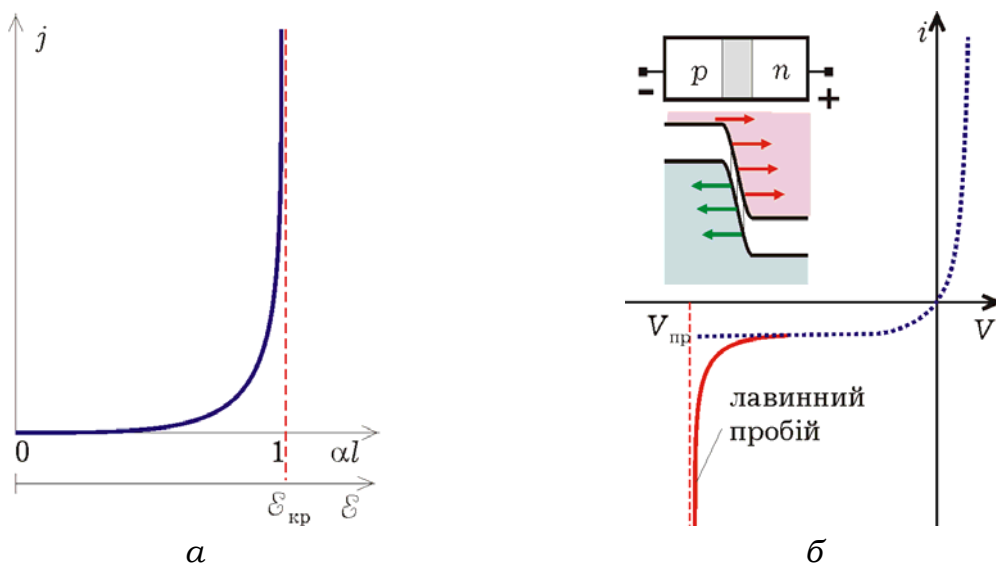 j
0
1
αl
ℰкр
ℰ
а
i
p
n
-
+
Vпр
V
лавинний
пробій
б